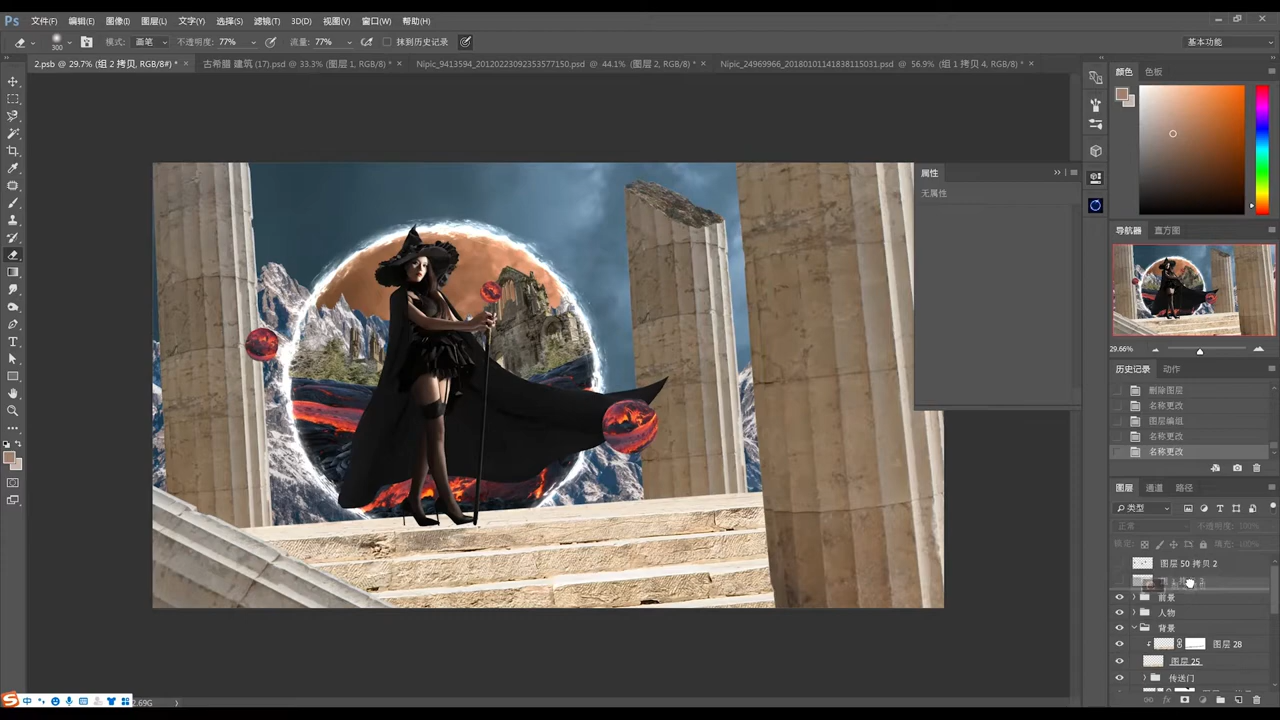 Ps 文件(F) 编辑(E) 图像(I) 图层(L) 文字(Y) 选择(S) 滤镜(T) 3D(D) 视图(V) 窗口(W) 帮助(H)
300 模式: 画笔 不透明度: 77% 流量: 77% 抹到历史记录 基本功能
2.psb @ 29.7% (组 2 拷贝, RGB/8#) * × 古希腊 建筑 (17).psd @ 33.3% (图层 1, RGB/8) * × Nipic_9413594_20120223092353577150.psd @ 44.1% (图层 2, RGB/8) * × Nipic_24969966_20180101141838115031.psd @ 56.9% (组 1 拷贝 4, RGB/8) * ×
颜色 色板
属性
无属性
导航器 直方图
29.66%
历史记录 动作
删除图层
名称更改
图层编组
名称更改
名称更改
图层 通道 路径
类型
正常 不透明度: 100%
锁定: 填充: 100%
图层 50 拷贝 2
前景
人物
背景
图层 28
图层 25
传送门
中
2.69G